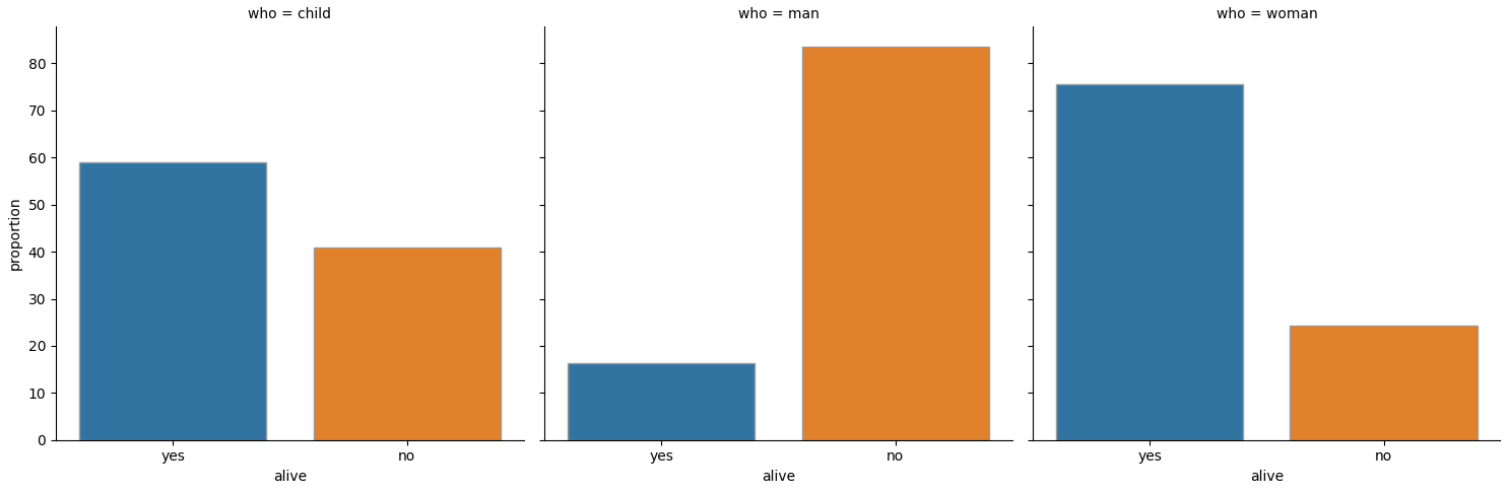 who = child
who = man
who = woman
proportion
80
70
60
50
40
30
20
10
0
yes no
yes no
yes no
alive
alive
alive